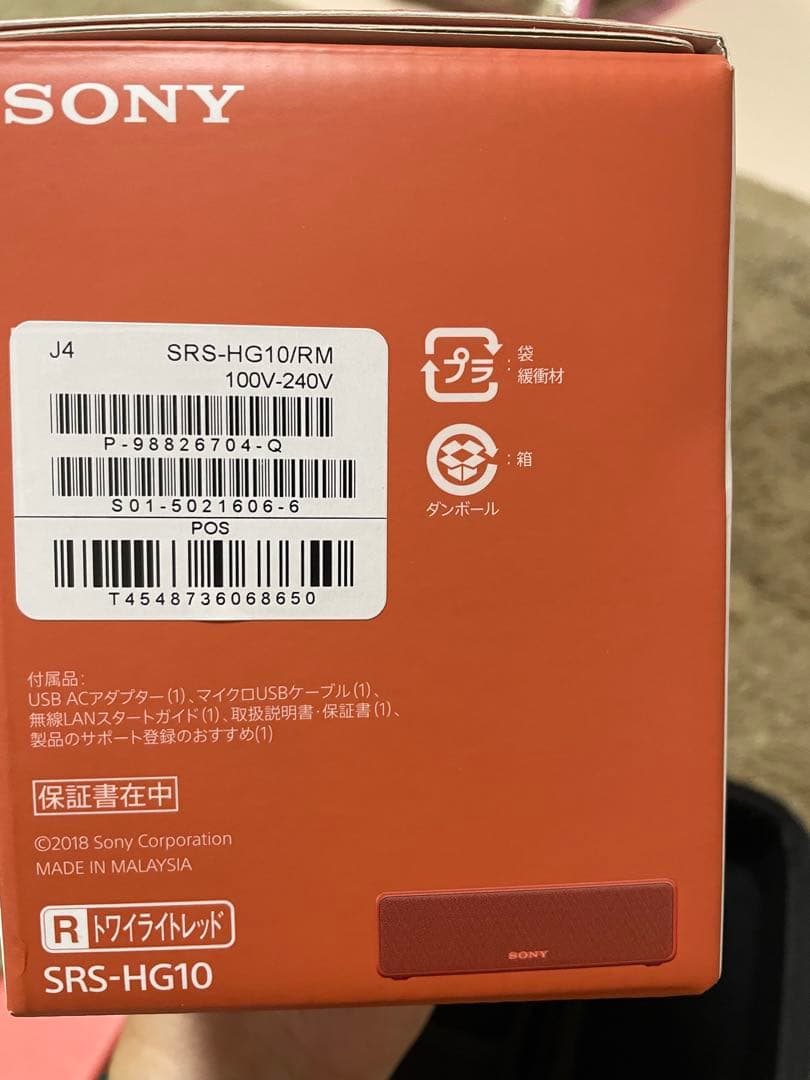 SONY
J4 SRS-HG10/RM
100V-240V
P-98826704-Q
S01-5021606-6
POS
T4548736068650
プラ : 袋
緩衝材
: 箱
ダンボール
付属品:
USB ACアダプター(1)、マイクロUSBケーブル(1)、
無線LANスタートガイド(1)、取扱説明書・保証書(1)、
製品のサポート登録のおすすめ(1)
保証書在中
©2018 Sony Corporation
MADE IN MALAYSIA
R トワイライトレッド
SRS-HG10
SONY